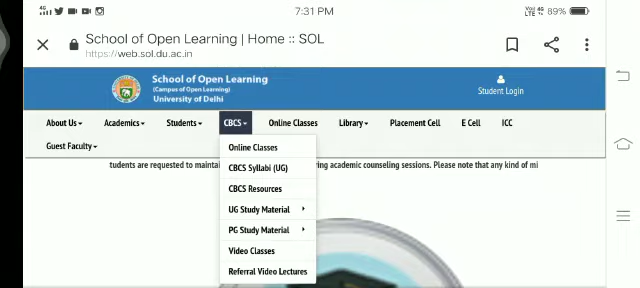 4G 7:31 PM Voi LTE 4G 89%
School of Open Learning | Home :: SOL
https://web.sol.du.ac.in
School of Open Learning
(Campus of Open Learning)
University of Delhi
Student Login
About Us Academics Students CBCS Online Classes Library Placement Cell E Cell ICC
Guest Faculty
Online Classes
CBCS Syllabi (UG)
CBCS Resources
UG Study Material
PG Study Material
Video Classes
Referral Video Lectures
tudents are requested to maintai ring academic counseling sessions. Please note that any kind of mi